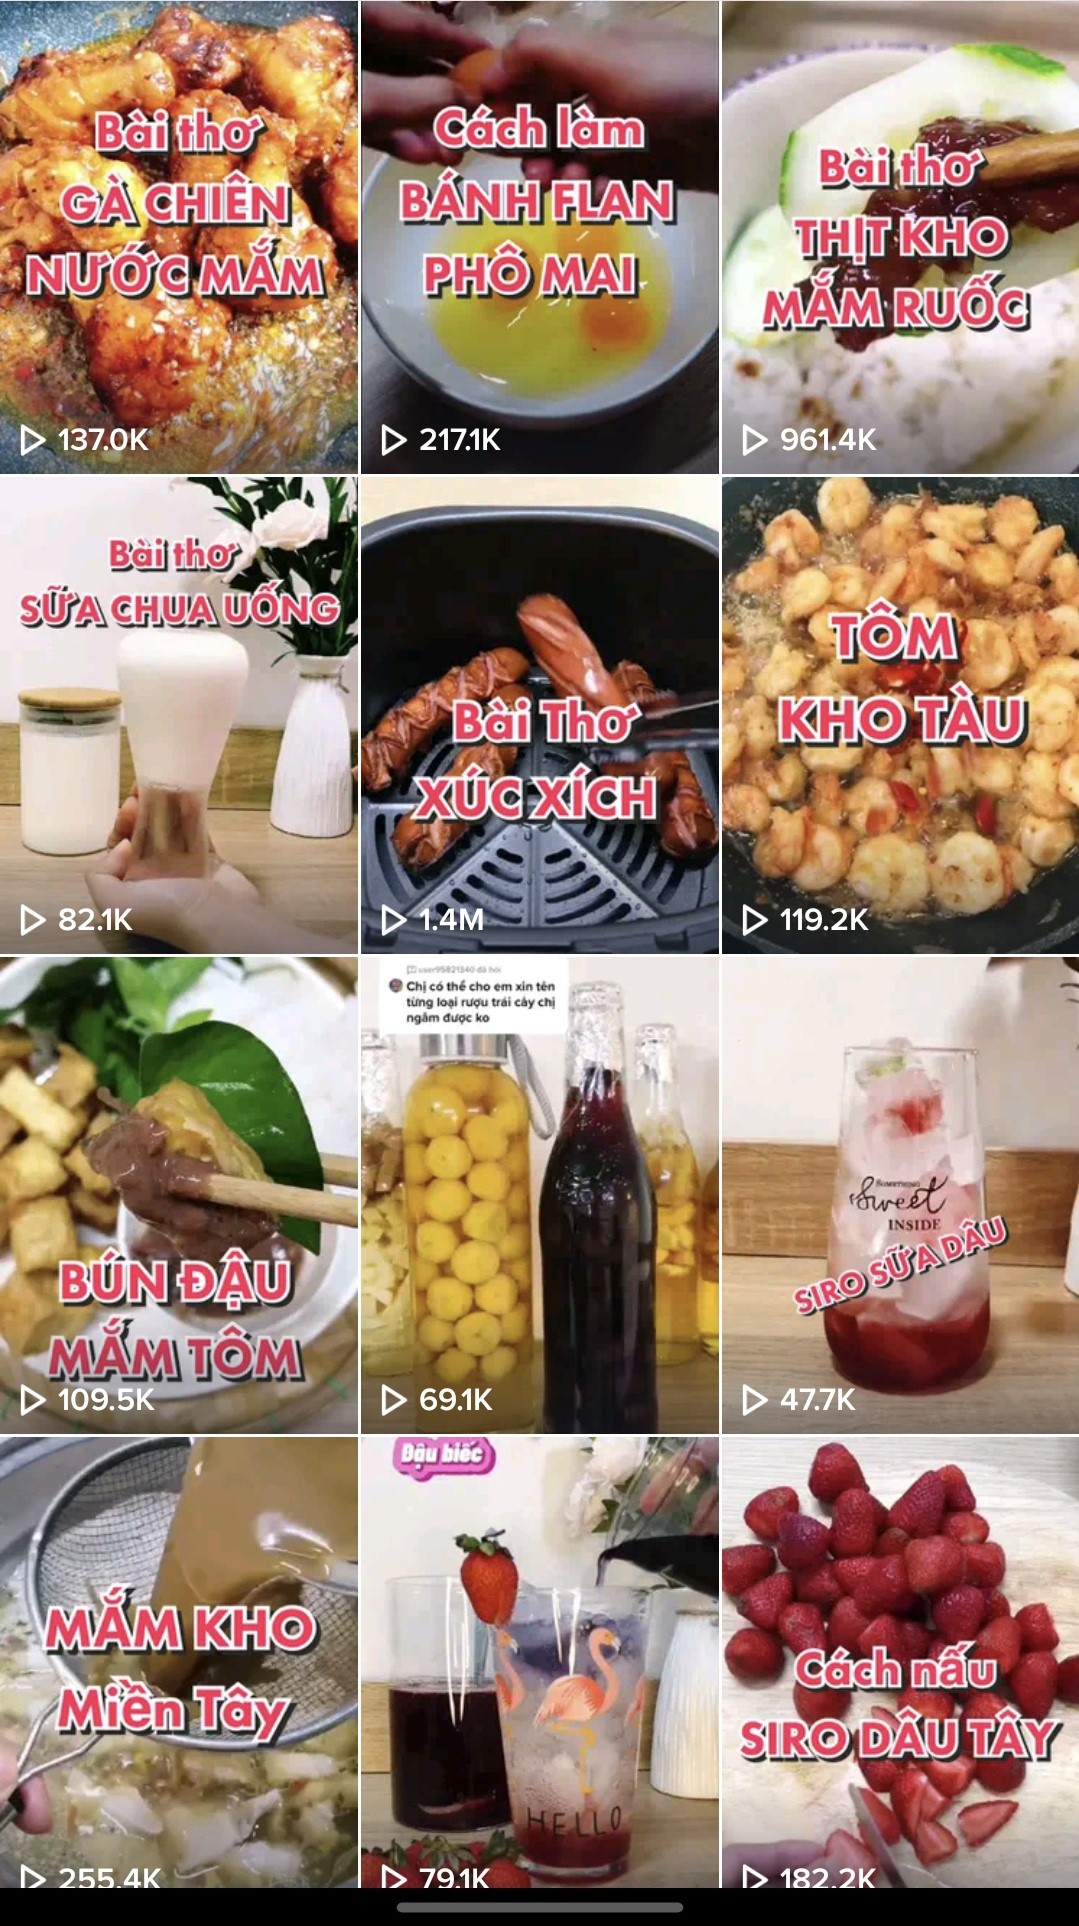 Bài thơ
GÀ CHIÊN
NƯỚC MẮM
137.0K
Cách làm
BÁNH FLAN
PHÔ MAI
217.1K
Bài thơ
THỊT KHO
MẮM RUỐC
961.4K
Bài thơ
SỮA CHUA UỐNG
82.1K
Bài Thơ
XÚC XÍCH
1.4M
TÔM
KHO TÀU
119.2K
BÚN ĐẬU
MẮM TÔM
109.5K
user95821340 đã hỏi
Chị có thể cho em xin tên
từng loại rượu trái cây chị
ngâm được ko
69.1K
SOMETHING
Sweet
INSIDE
SIRO SỮA DÂU
47.7K
MẮM KHO
Miền Tây
255.4K
Đậu biếc
HELLO
79.1K
Cách nấu
SIRO DÂU TÂY
182.2K